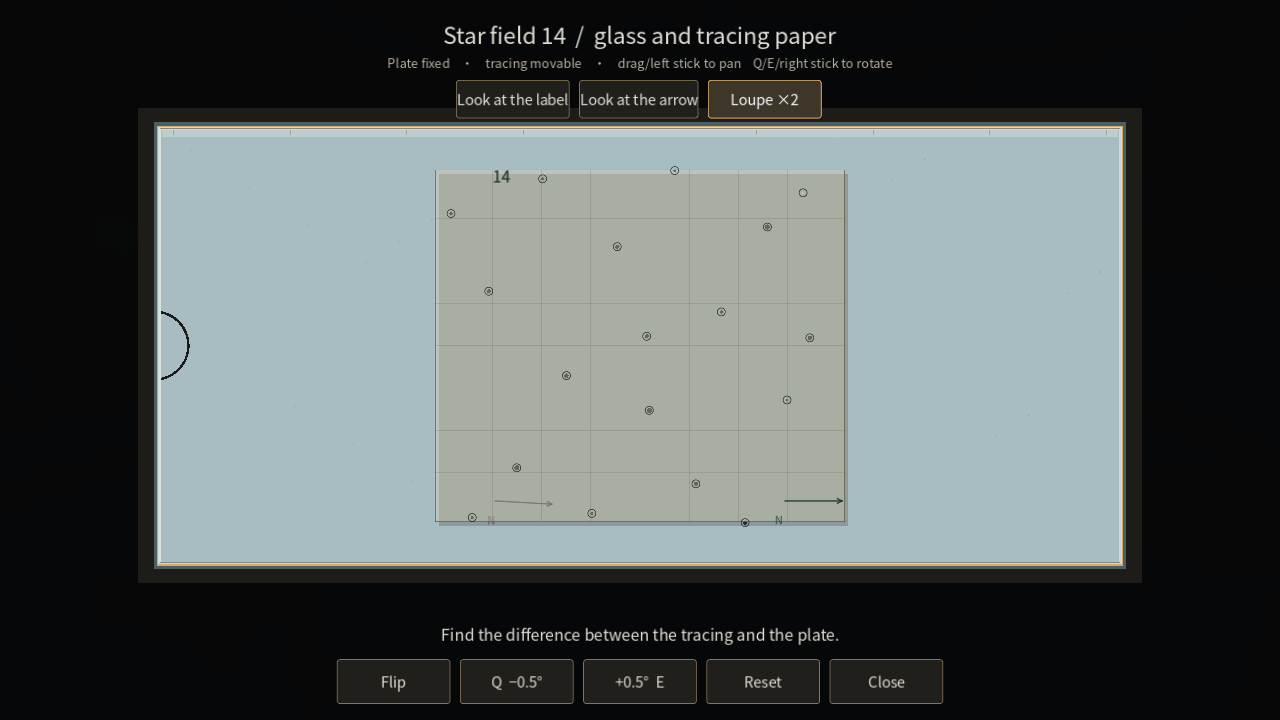 Star field 14 / glass and tracing paper
Plate fixed • tracing movable • drag/left stick to pan Q/E/right stick to rotate
Look at the label Look at the arrow Loupe ×2
14
N N
Find the difference between the tracing and the plate.
Flip Q −0.5° +0.5° E Reset Close